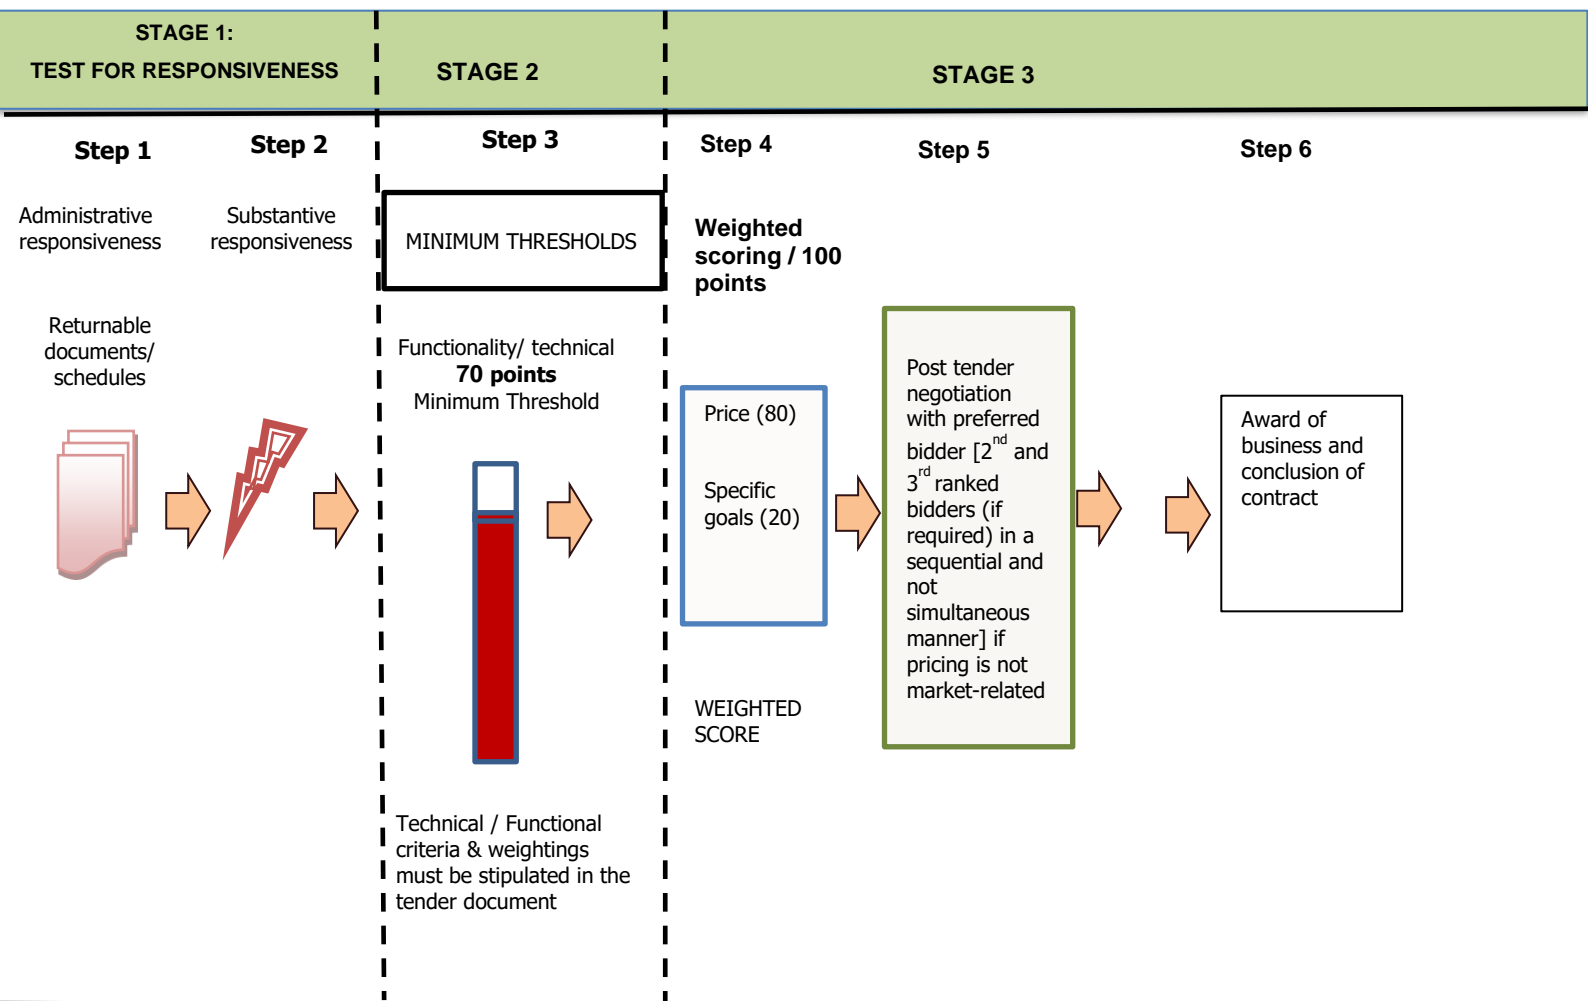 STAGE 1:
TEST FOR RESPONSIVENESS
STAGE 2
STAGE 3
Step 1
Step 2
Step 3
Step 4
Step 5
Step 6
Administrative
responsiveness
Substantive
responsiveness
MINIMUM THRESHOLDS
Weighted
scoring / 100
points
Returnable
documents/
schedules
Functionality/ technical
70 points
Minimum Threshold
Price (80)
Specific
goals (20)
Post tender
negotiation
with preferred
bidder [2nd and
3rd ranked
bidders (if
required) in a
sequential and
not
simultaneous
manner] if
pricing is not
market-related
Award of
business and
conclusion of
contract
WEIGHTED
SCORE
Technical / Functional
criteria & weightings
must be stipulated in the
tender document